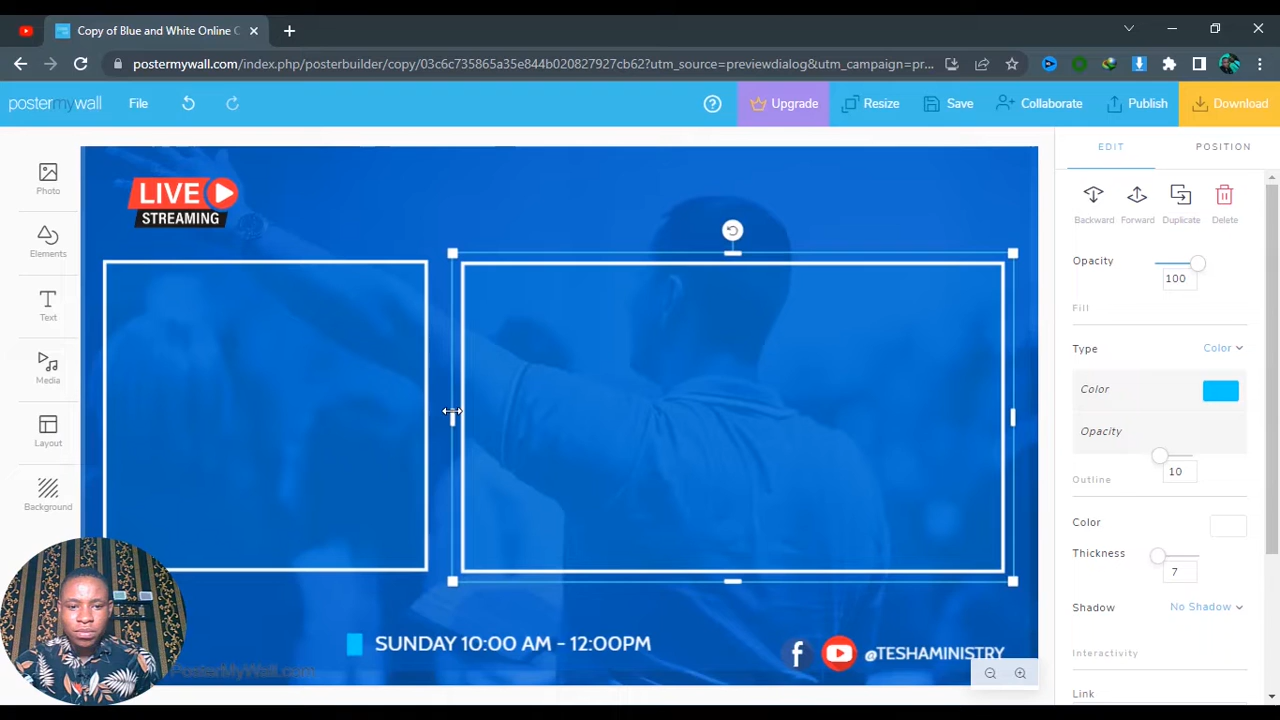 Copy of Blue and White Online C
postermywall.com/index.php/posterbuilder/copy/03c6c735865a35e844b020827927cb62?utm_source=previewdialog&utm_campaign=pr...
postermywall
File
Upgrade
Resize
Save
Collaborate
Publish
Download
Photo
Elements
Text
Media
Layout
Background
LIVE
STREAMING
SUNDAY 10:00 AM - 12:00PM
@TESHAMINISTRY
PosterMyWall.com
EDIT
POSITION
Backward
Forward
Duplicate
Delete
Opacity
100
Fill
Type
Color
Color
Opacity
10
Outline
Color
Thickness
7
Shadow
No Shadow
Interactivity
Link